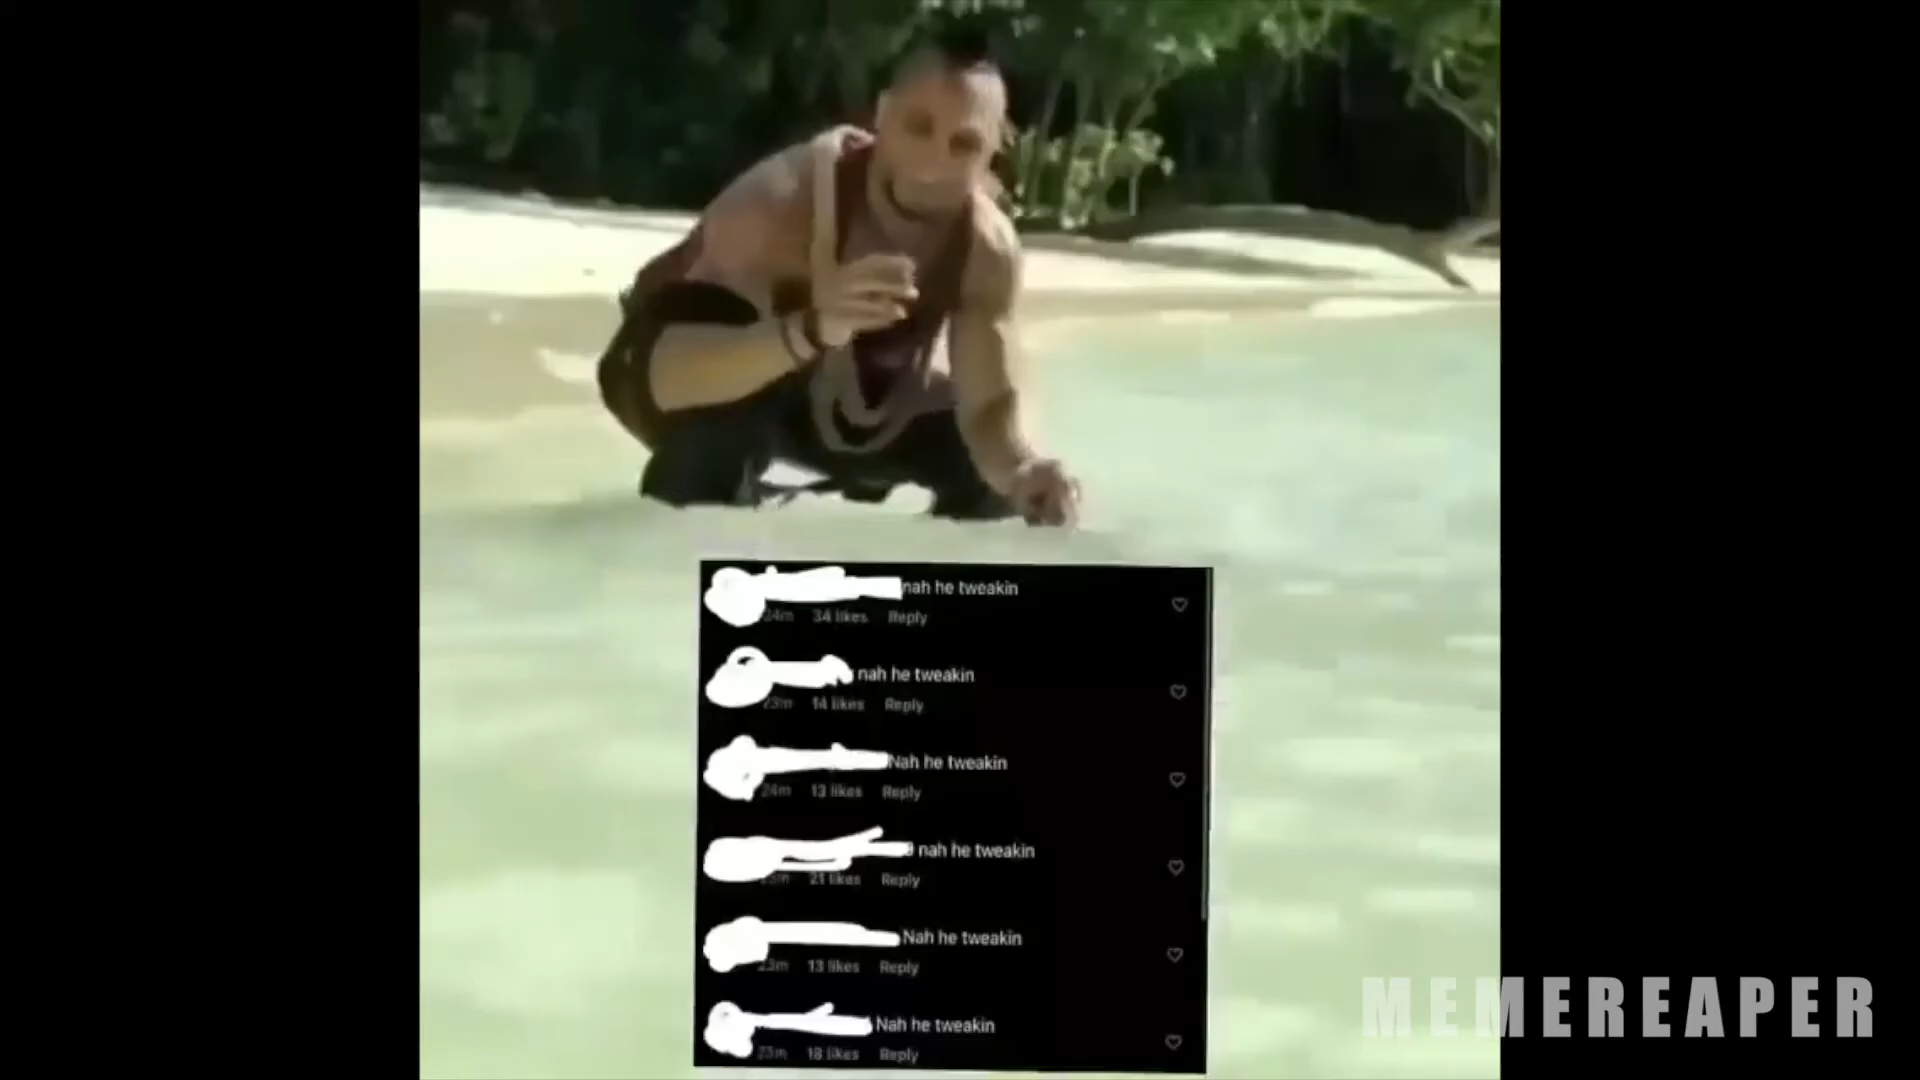 nah he tweakin
24m 34 likes Reply
nah he tweakin
23m 14 likes Reply
Nah he tweakin
24m 13 likes Reply
nah he tweakin
23m 21 likes Reply
Nah he tweakin
23m 13 likes Reply
Nah he tweakin
23m 18 likes Reply
MEMEREAPER